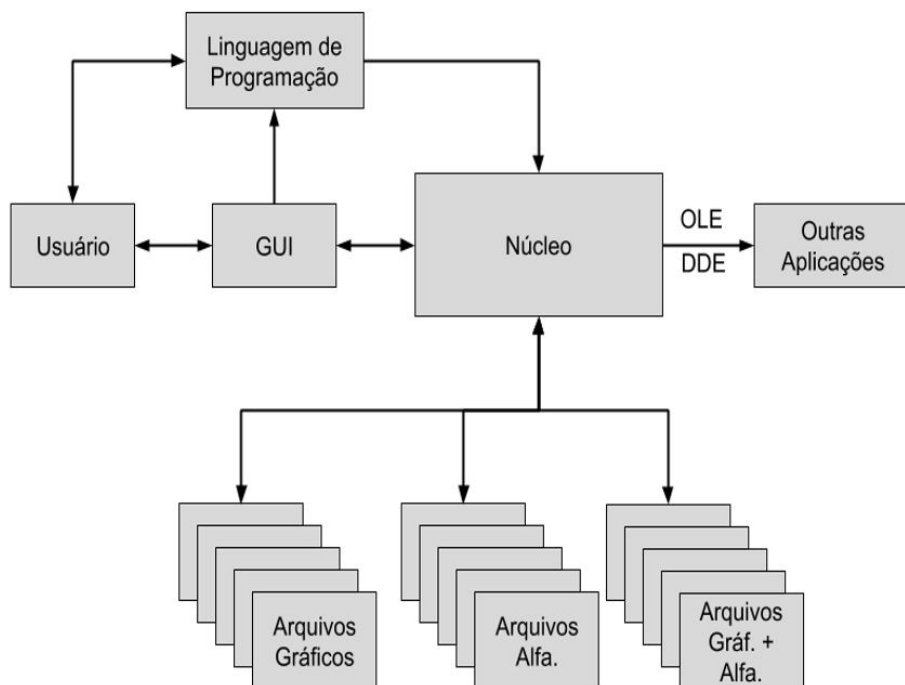 Linguagem de
Programação
Usuário
GUI
Núcleo
OLE
DDE
Outras
Aplicações
Arquivos
Gráficos
Arquivos
Alfa.
Arquivos
Gráf. +
Alfa.